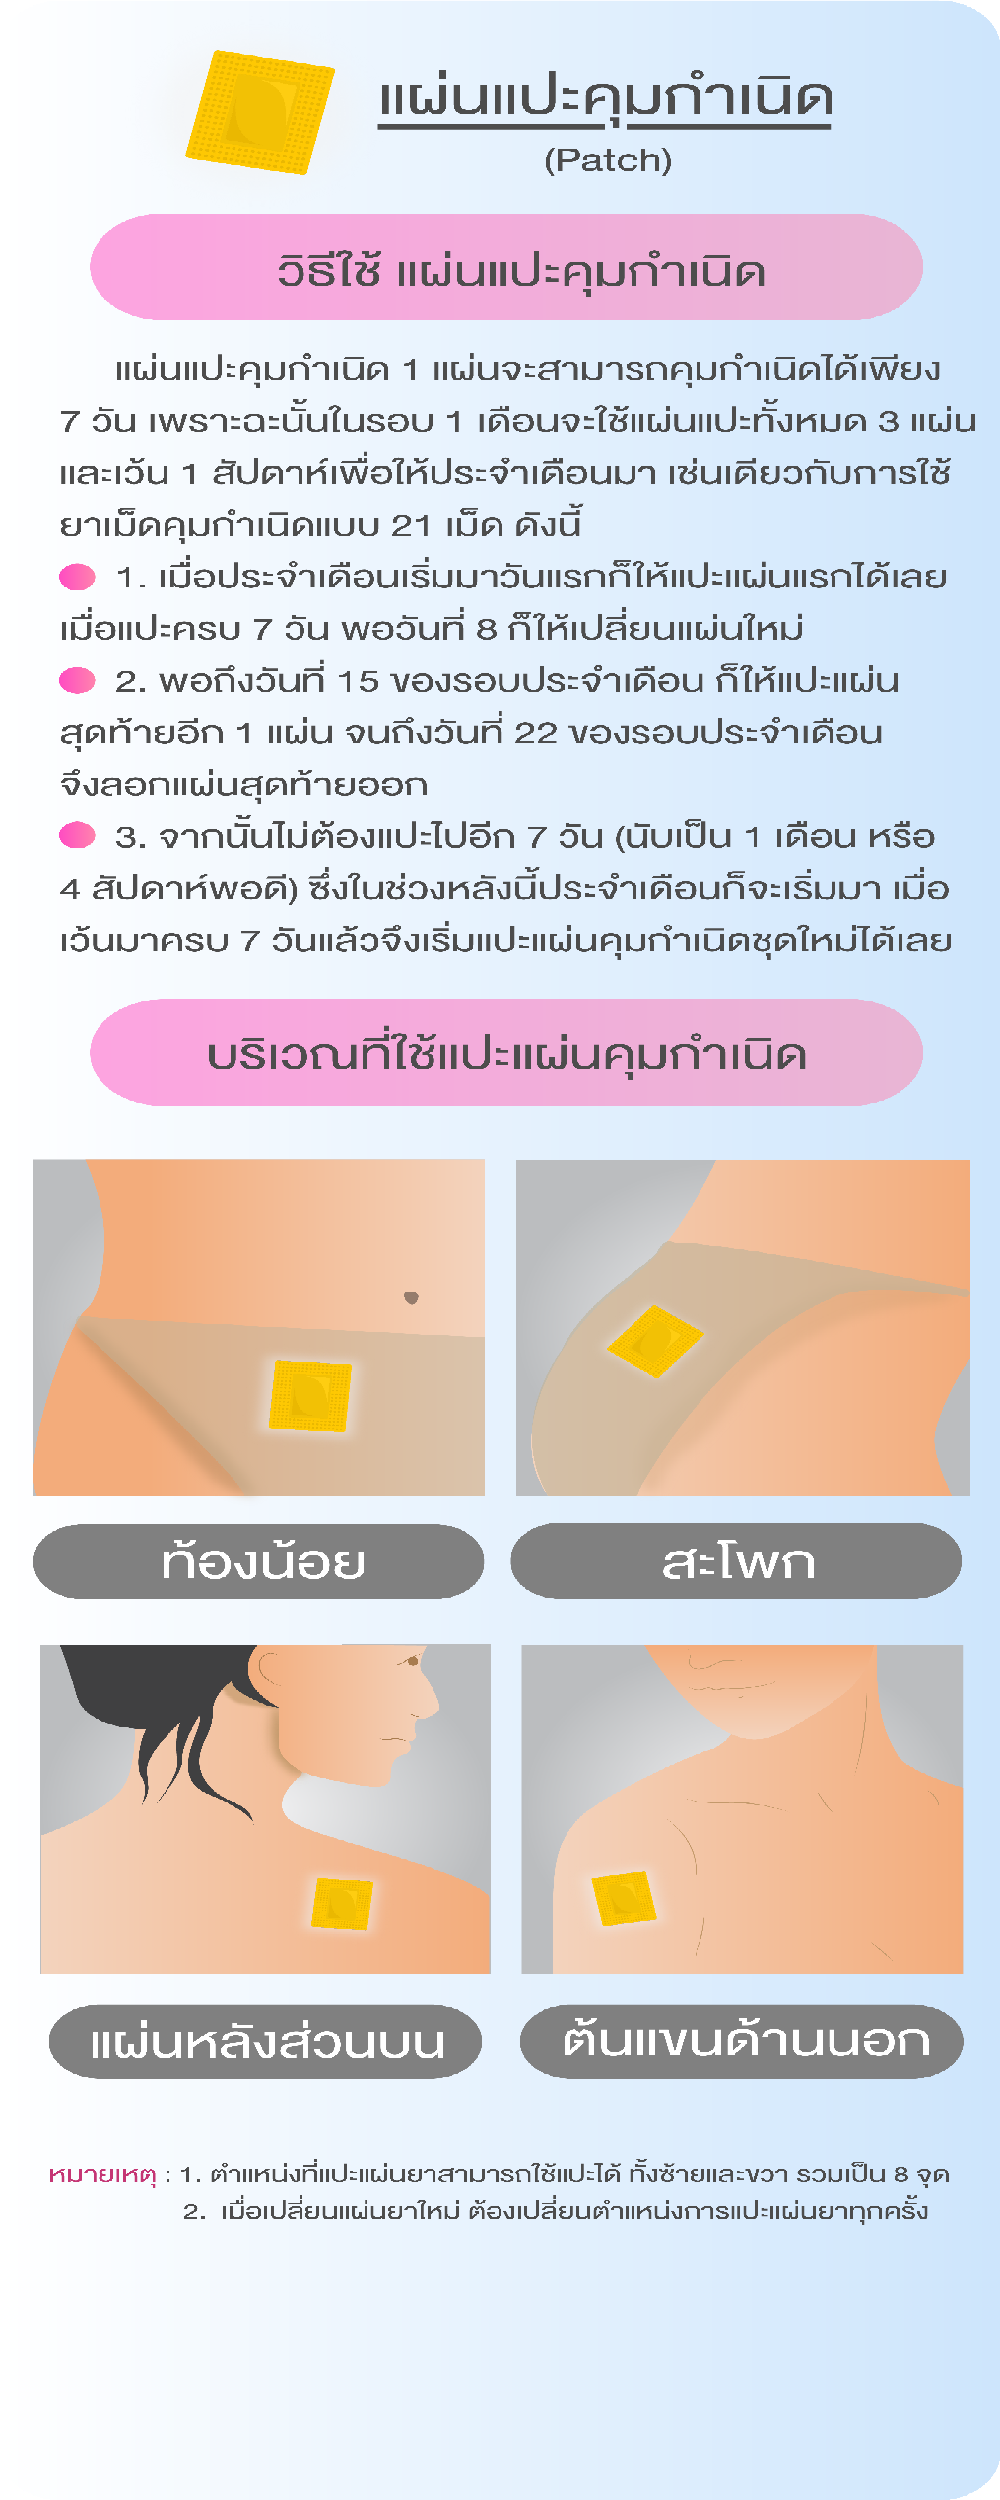 แผ่นแปะคุมกำเนิด
(Patch)
วิธีใช้ แผ่นแปะคุมกำเนิด
แผ่นแปะคุมกำเนิด 1 แผ่นจะสามารถคุมกำเนิดได้เพียง
7 วัน เพราะฉะนั้นในรอบ 1 เดือนจะใช้แผ่นแปะทั้งหมด 3 แผ่น
และเว้น 1 สัปดาห์เพื่อให้ประจำเดือนมา เช่นเดียวกับการใช้
ยาเม็ดคุมกำเนิดแบบ 21 เม็ด ดังนี้
1. เมื่อประจำเดือนเริ่มมาวันแรกก็ให้แปะแผ่นแรกได้เลย
เมื่อแปะครบ 7 วัน พอวันที่ 8 ก็ให้เปลี่ยนแผ่นใหม่
2. พอถึงวันที่ 15 ของรอบประจำเดือน ก็ให้แปะแผ่น
สุดท้ายอีก 1 แผ่น จนถึงวันที่ 22 ของรอบประจำเดือน
จึงลอกแผ่นสุดท้ายออก
3. จากนั้นไม่ต้องแปะไปอีก 7 วัน (นับเป็น 1 เดือน หรือ
4 สัปดาห์พอดี) ซึ่งในช่วงหลังนี้ประจำเดือนก็จะเริ่มมา เมื่อ
เว้นมาครบ 7 วันแล้วจึงเริ่มแปะแผ่นคุมกำเนิดชุดใหม่ได้เลย
บริเวณที่ใช้แปะแผ่นคุมกำเนิด
ท้องน้อย
สะโพก
แผ่นหลังส่วนบน
ต้นแขนด้านนอก
หมายเหตุ : 1. ตำแหน่งที่แปะแผ่นยาสามารถใช้แปะได้ ทั้งซ้ายและขวา รวมเป็น 8 จุด
2. เมื่อเปลี่ยนแผ่นยาใหม่ ต้องเปลี่ยนตำแหน่งการแปะแผ่นยาทุกครั้ง